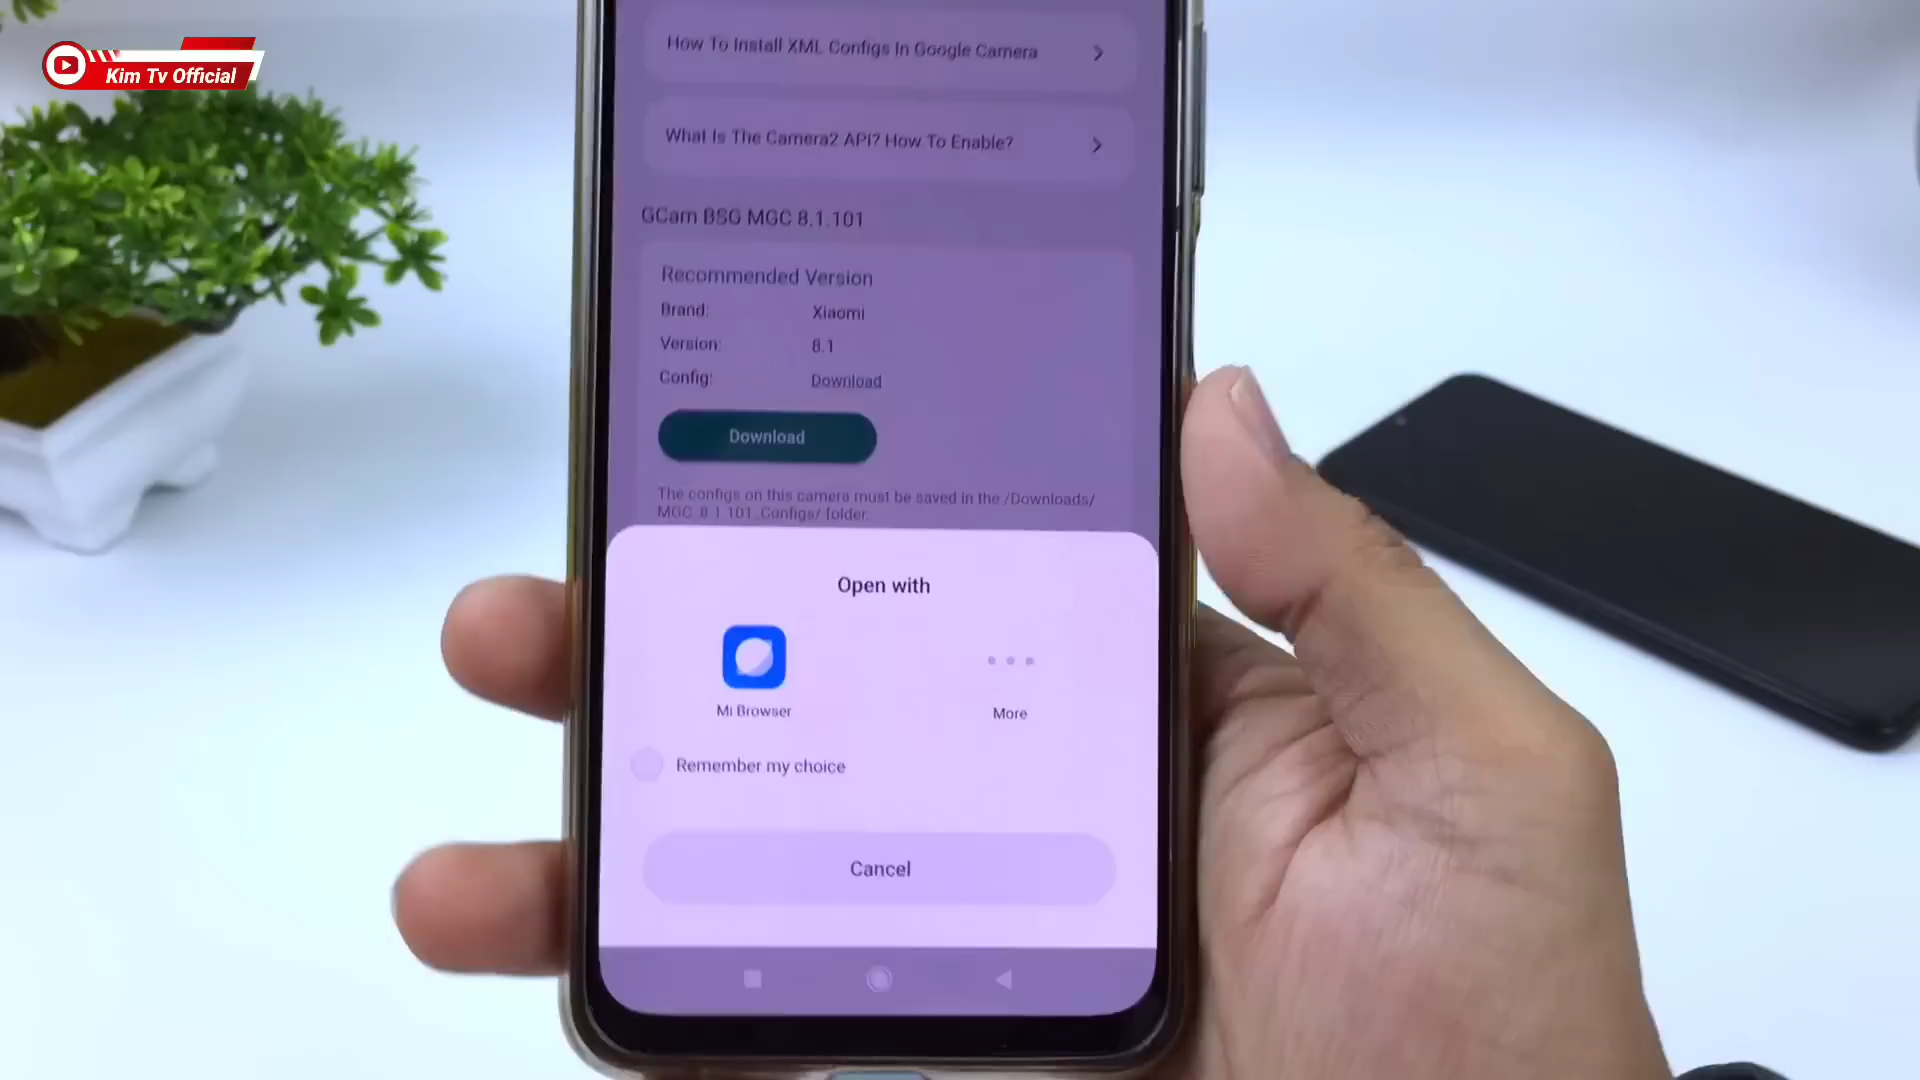 Kim Tv Official
How To Install XML Configs In Google Camera
What Is The Camera2 API? How To Enable?
GCam BSG MGC 8.1.101
Recommended Version
Brand: Xiaomi
Version: 8.1
Config: Download
Download
The configs on this camera must be saved in the /Downloads/
MGC_8.1.101_Configs/ folder.
Open with
Mi Browser
More
Remember my choice
Cancel